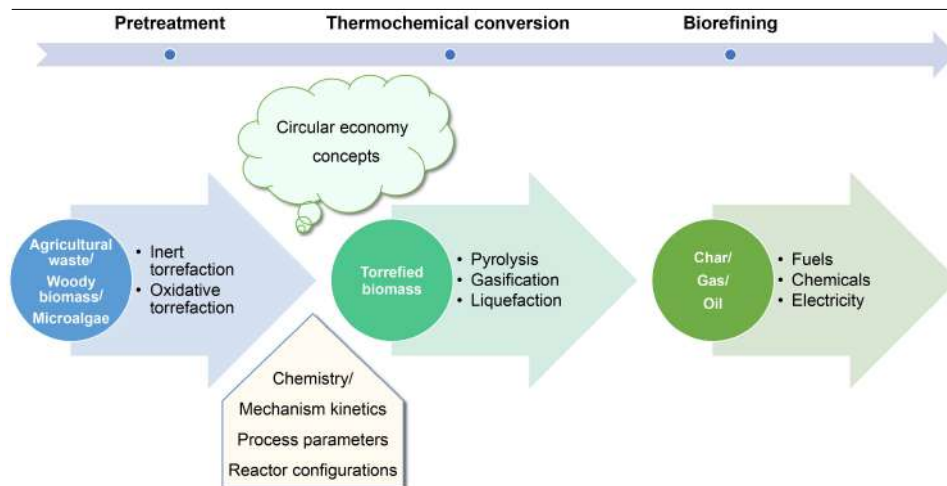 Pretreatment
Thermochemical conversion
Biorefining
Circular economy
concepts
Agricultural
waste/
Woody
biomass/
Microalgae
• Inert
torrefaction
• Oxidative
torrefaction
Torrefied
biomass
• Pyrolysis
• Gasification
• Liquefaction
Char/
Gas/
Oil
• Fuels
• Chemicals
• Electricity
Chemistry/
Mechanism kinetics
Process parameters
Reactor configurations